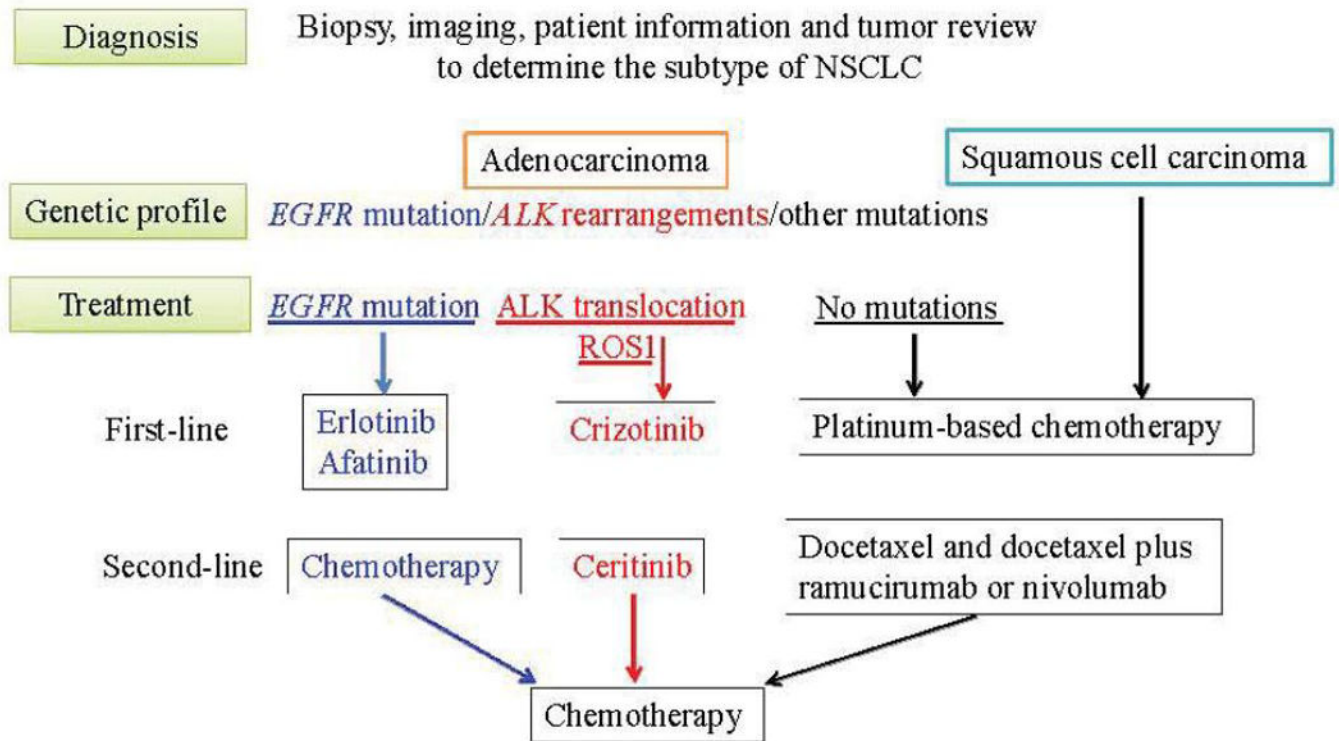 Diagnosis
Biopsy, imaging, patient information and tumor review
to determine the subtype of NSCLC
Adenocarcinoma
Squamous cell carcinoma
Genetic profile
EGFR mutation/ALK rearrangements/other mutations
Treatment
EGFR mutation
ALK translocation
ROS1
No mutations
First-line
Erlotinib
Afatinib
Crizotinib
Platinum-based chemotherapy
Second-line
Chemotherapy
Ceritinib
Docetaxel and docetaxel plus
ramucirumab or nivolumab
Chemotherapy